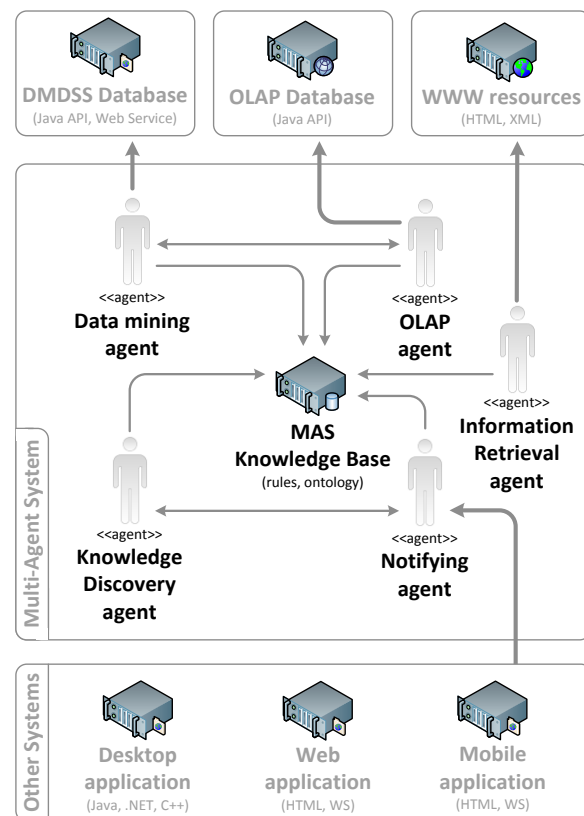 DMDSS Database
(Java API, Web Service)
OLAP Database
(Java API)
WWW resources
(HTML, XML)
<<agent>>
Data mining
agent
<<agent>>
OLAP
agent
<<agent>>
Information
Retrieval
agent
MAS
Knowledge Base
(rules, ontology)
<<agent>>
Knowledge
Discovery
agent
<<agent>>
Notifying
agent
Multi-Agent System
Other Systems
Desktop
application
(Java, .NET, C++)
Web
application
(HTML, WS)
Mobile
application
(HTML, WS)